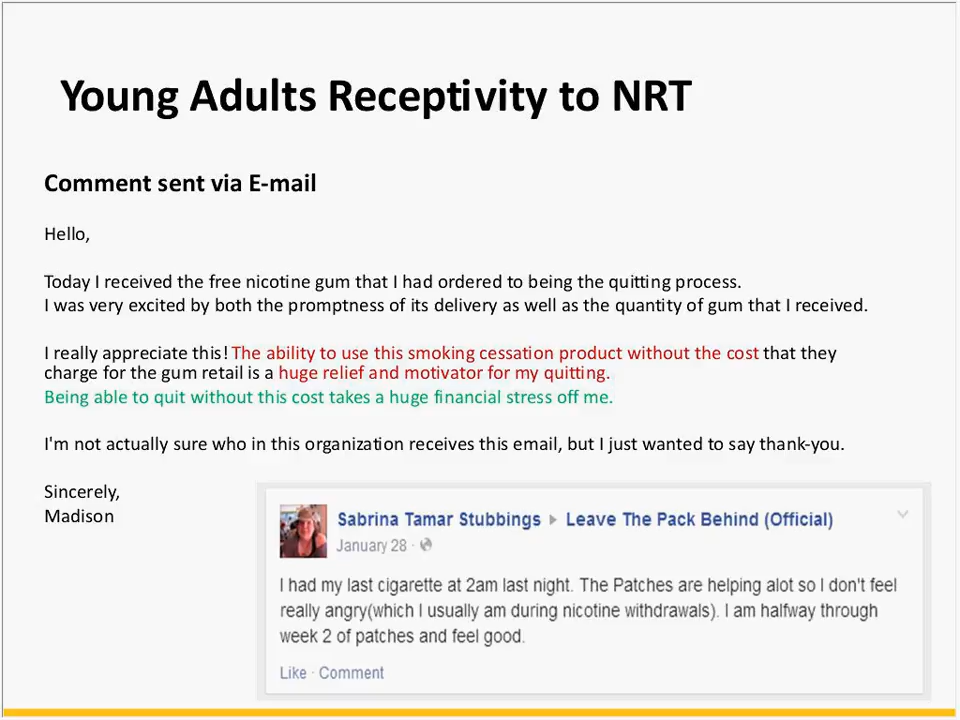 Young Adults Receptivity to NRT
Comment sent via E-mail
Hello,
Today I received the free nicotine gum that I had ordered to being the quitting process.
I was very excited by both the promptness of its delivery as well as the quantity of gum that I received.
I really appreciate this! The ability to use this smoking cessation product without the cost that they
charge for the gum retail is a huge relief and motivator for my quitting.
Being able to quit without this cost takes a huge financial stress off me.
I'm not actually sure who in this organization receives this email, but I just wanted to say thank-you.
Sincerely,
Madison
Sabrina Tamar Stubbings ▸ Leave The Pack Behind (Official)
January 28 ·
I had my last cigarette at 2am last night. The Patches are helping alot so I don't feel
really angry(which I usually am during nicotine withdrawals). I am halfway through
week 2 of patches and feel good.
Like · Comment